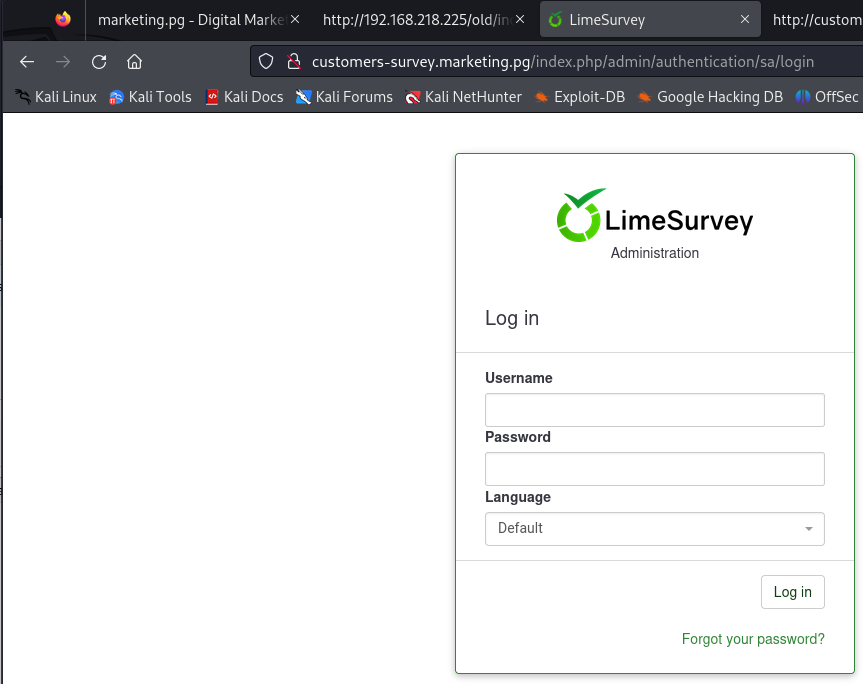 marketing.pg - Digital Marke
http://192.168.218.225/old/in
LimeSurvey
http://custom
customers-survey.marketing.pg/index.php/admin/authentication/sa/login
Kali Linux
Kali Tools
Kali Docs
Kali Forums
Kali NetHunter
Exploit-DB
Google Hacking DB
OffSec
LimeSurvey
Administration
Log in
Username
Password
Language
Default
Log in
Forgot your password?